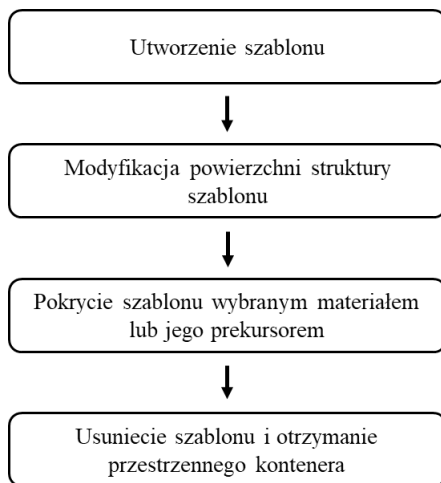 Utworzenie szablonu
Modyfikacja powierzchni struktury
szablonu
Pokrycie szablonu wybranym materiałem
lub jego prekursorem
Usuniecie szablonu i otrzymanie
przestrzennego kontenera